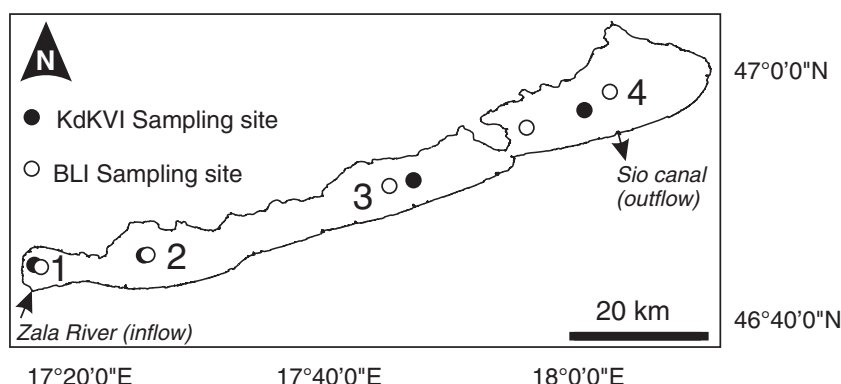 N
KdKVI Sampling site
BLI Sampling site
1
2
3
4
Sio canal
(outflow)
Zala River (inflow)
20 km
47°0'0"N
46°40'0"N
17°20'0"E
17°40'0"E
18°0'0"E